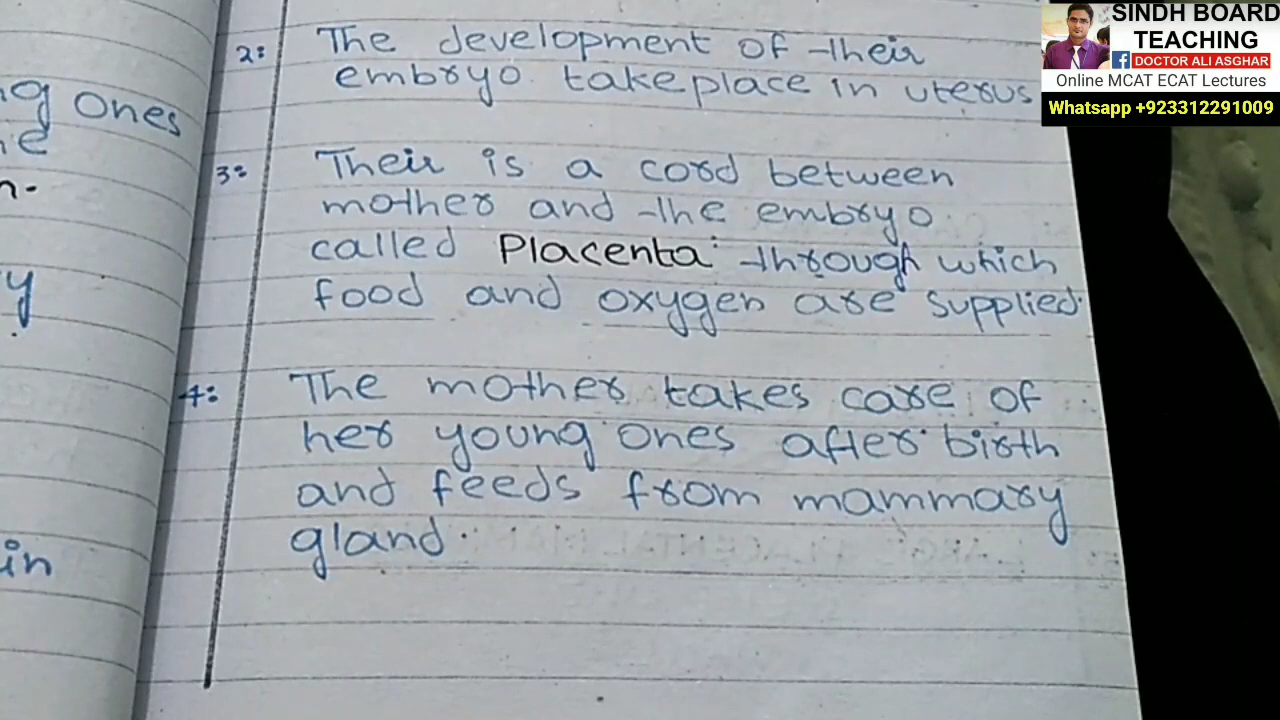 SINDH BOARD
TEACHING
DOCTOR ALI ASGHAR
Online MCAT ECAT Lectures
Whatsapp +923312291009
ones
y
in
2: The development of their
embryo takeplace in uterus
3: Their is a cord between
mother and the embryo
called Placenta through which
food and oxygen are supplied.
4: The mother takes care of
her young ones after birth
and feeds from mammary
gland.